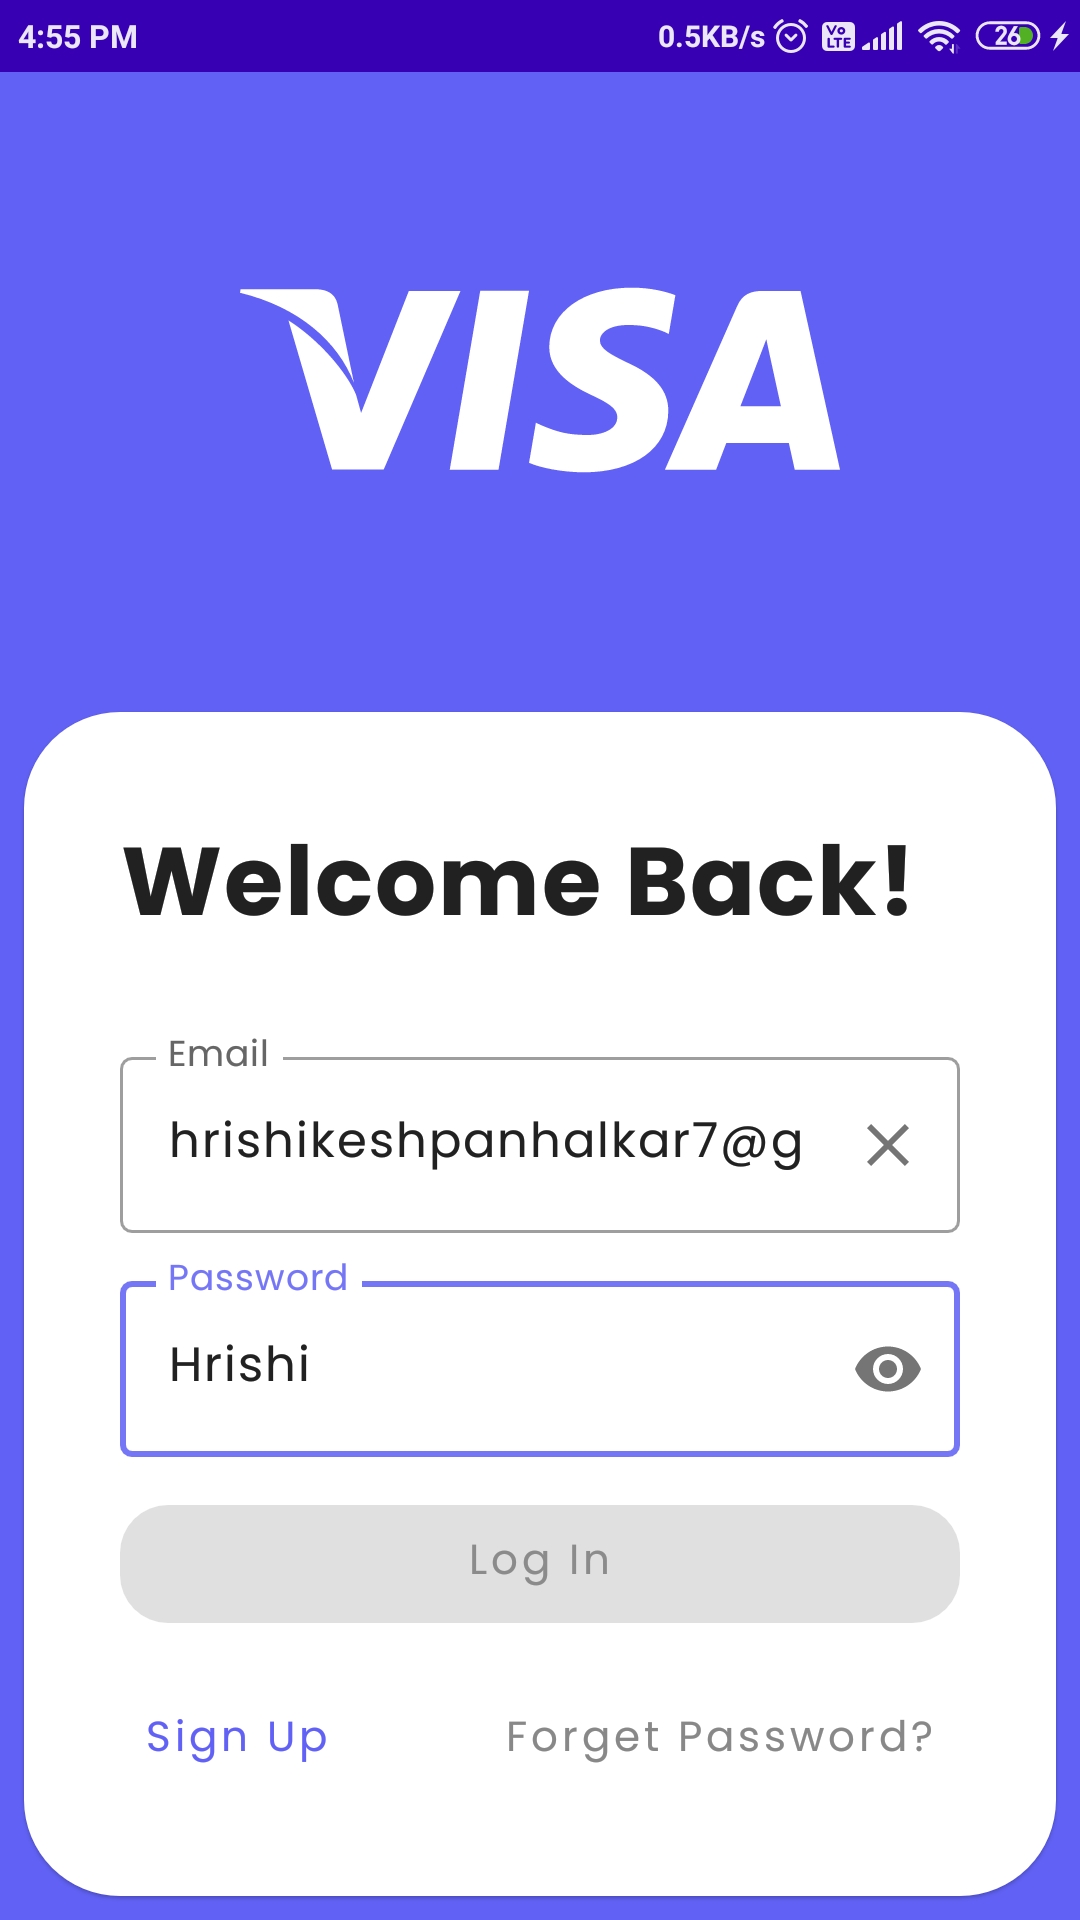 4:55 PM 0.5KB/s Vo LTE 26
VISA
Welcome Back!
Email
hrishikeshpanhalkar7@g
Password
Hrishi
Log In
Sign Up Forget Password?